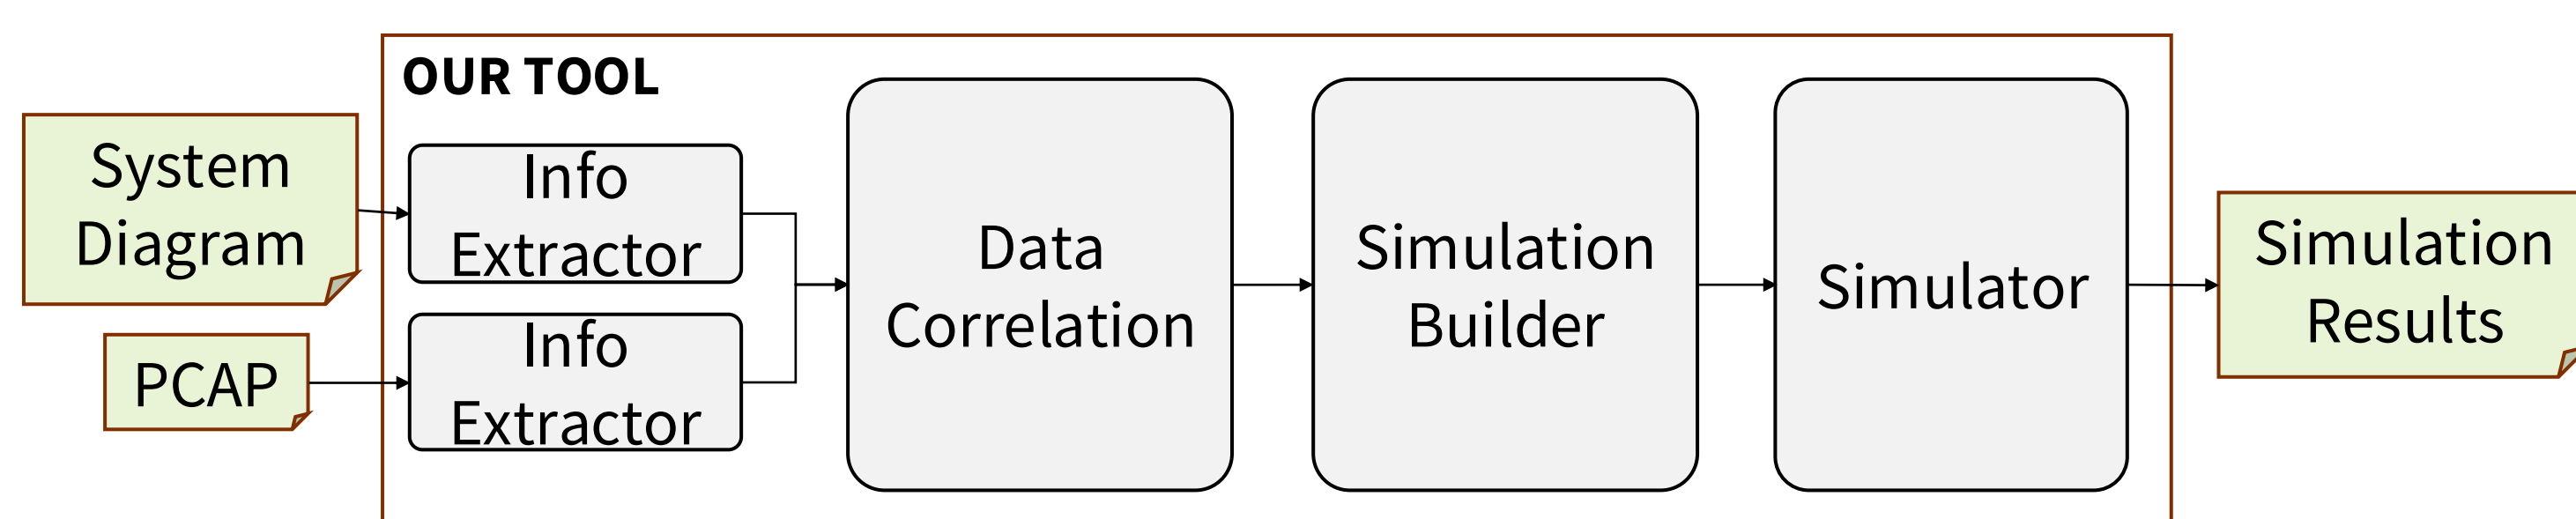 OUR TOOL
System
Diagram
PCAP
Info
Extractor
Info
Extractor
Data
Correlation
Simulation
Builder
Simulator
Simulation
Results